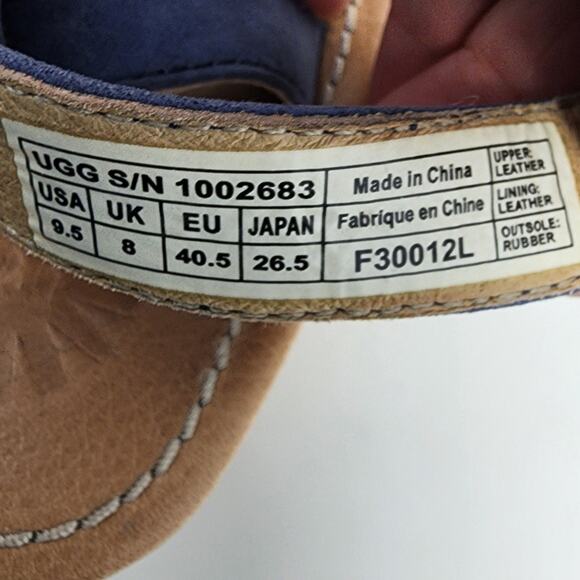 UGG S/N 1002683
USA UK EU JAPAN
9.5 8 40.5 26.5
Made in China
Fabrique en Chine
F30012L
UPPER:
LEATHER
LINING:
LEATHER
OUTSOLE:
RUBBER